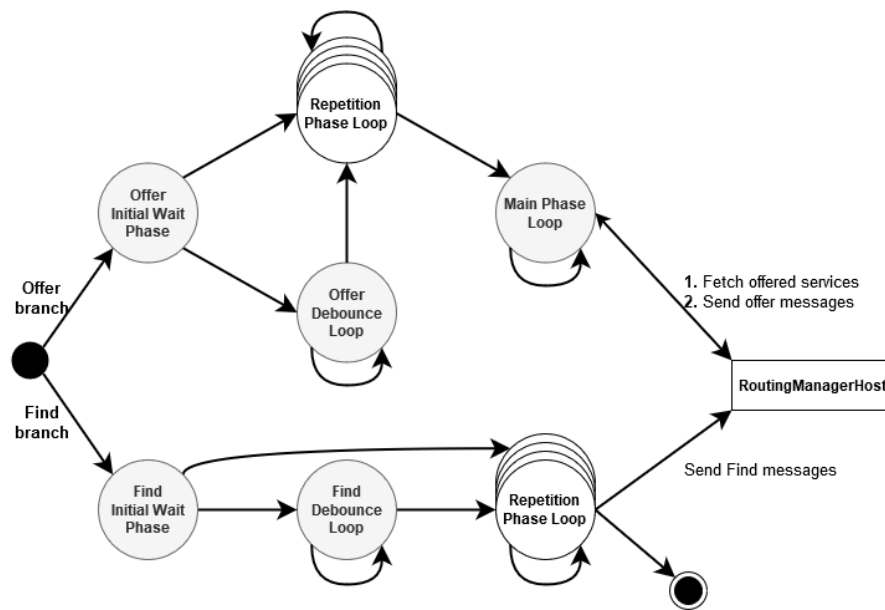 Repetition
Phase Loop
Offer
Initial Wait
Phase
Main Phase
Loop
Offer
branch
Offer
Debounce
Loop
1. Fetch offered services
2. Send offer messages
RoutingManagerHost
Find
branch
Find
Initial Wait
Phase
Find
Debounce
Loop
Repetition
Phase Loop
Send Find messages